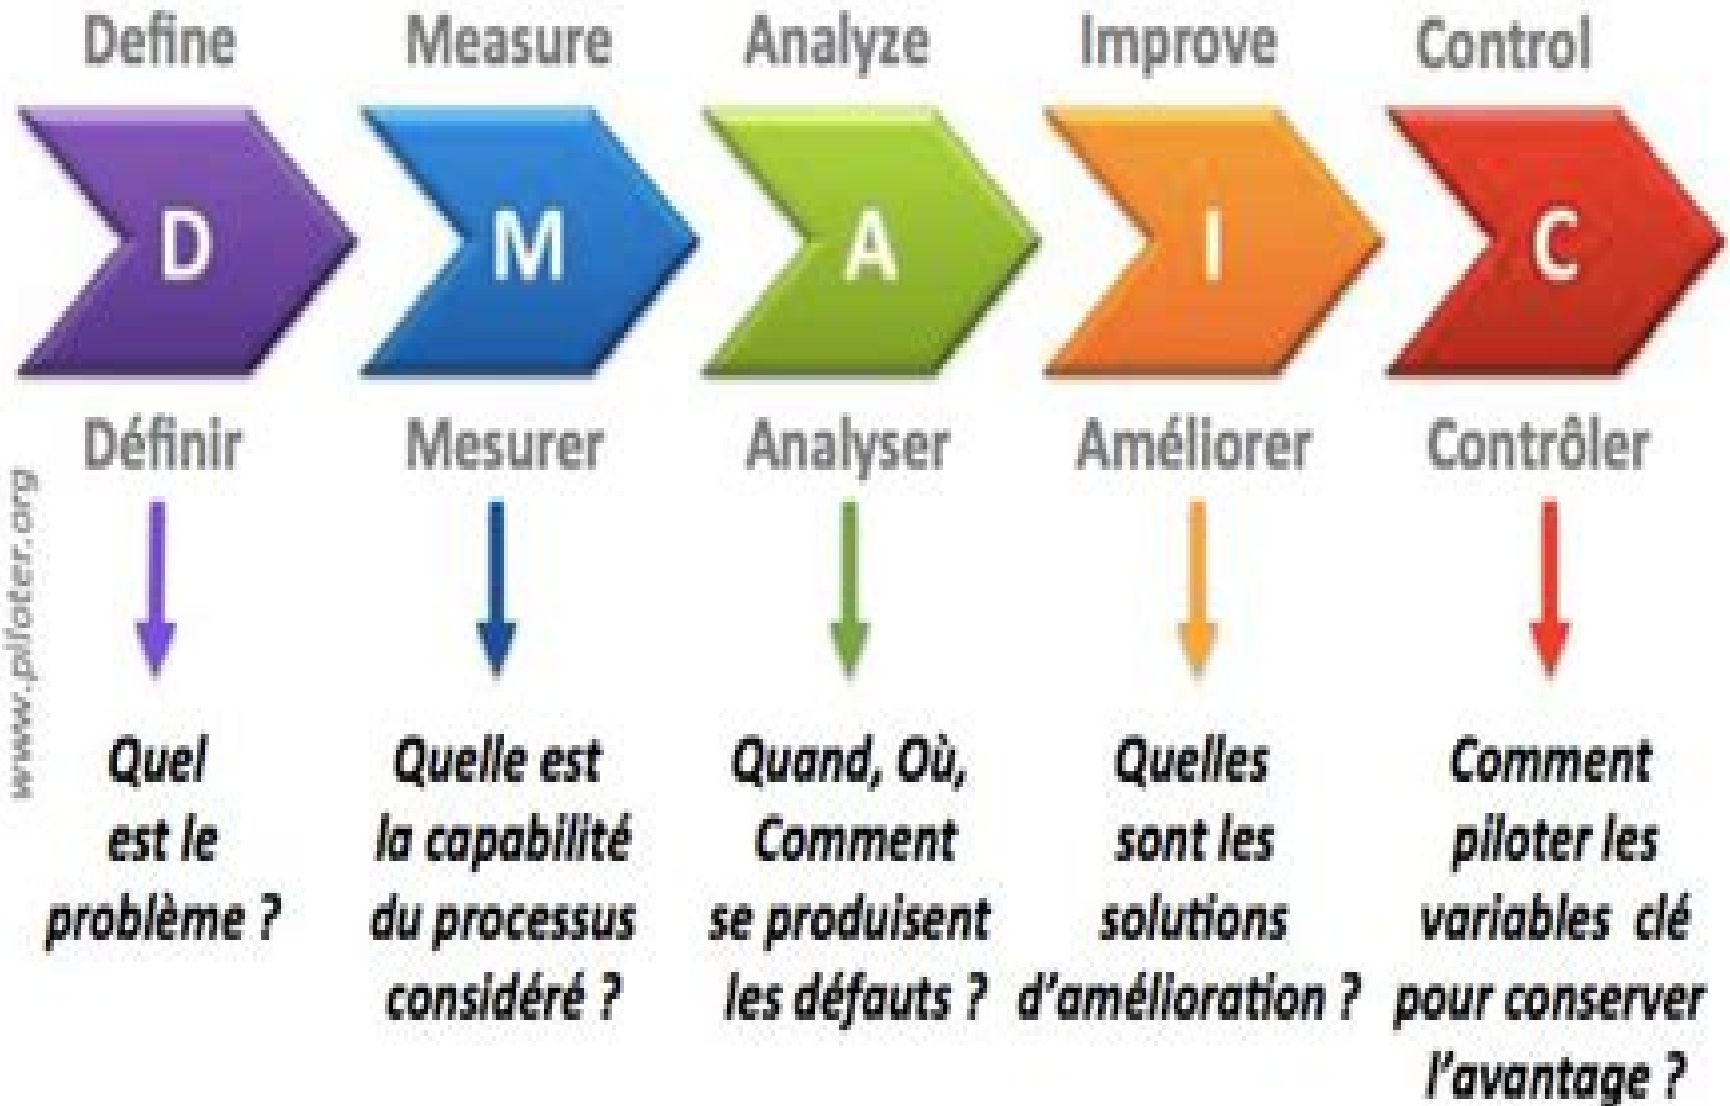 Define Measure Analyze Improve Control
D M A I C
Définir Mesurer Analyser Améliorer Contrôler
www.piloter.org
Quel
est le
problème ?
Quelle est
la capabilité
du processus
considéré ?
Quand, Où,
Comment
se produisent
les défauts ?
Quelles
sont les
solutions
d'amélioration ?
Comment
piloter les
variables clé
pour conserver
l'avantage ?